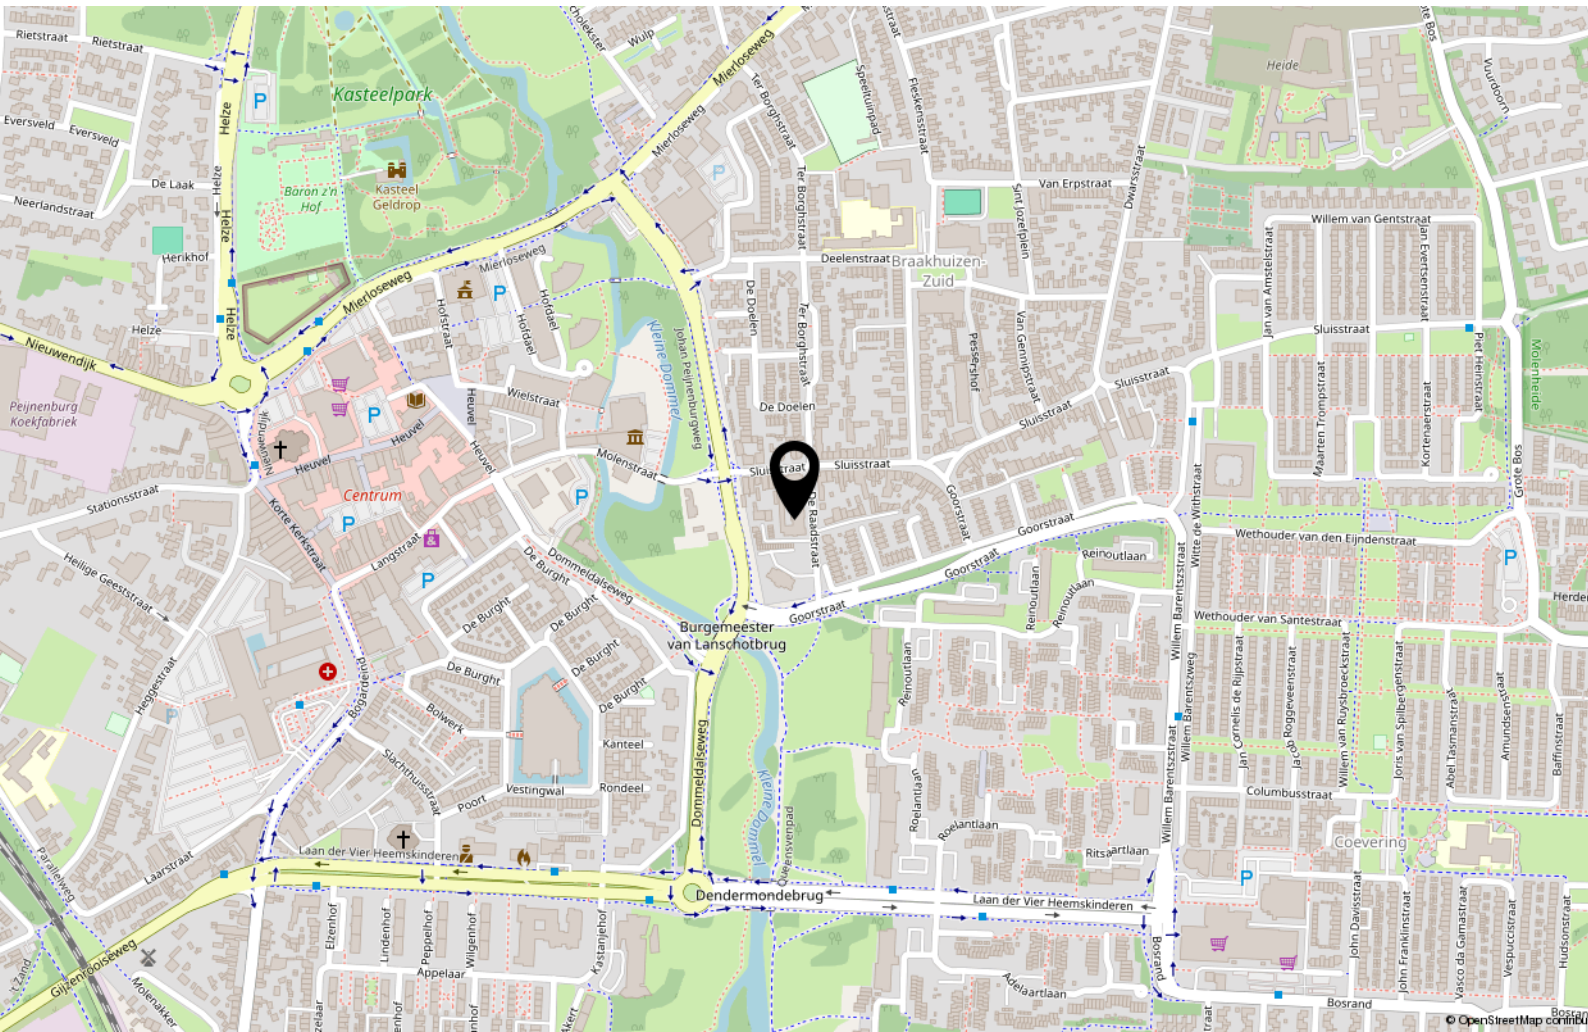 Rietstraat
Rietstraat
Wulp
Mierloseweg
Fleskensstraat
Speeltuinpad
Ter Borghstraat
Heide
Vuurdoorn
Kasteelpark
Helze
Eversveld
Eversveld
Mierloseweg
P
P
Dwarsstraat
De Laak
Helze
Baron z'n
Hof
Kasteel
Geldrop
Ter Borghstraat
Van Erpstraat
Sint Jozefplein
Neerlandstraat
Helze
Willem van Gentstraat
Jan van Amstelstraat
Jan Evertsenstraat
Herikhof
Mierloseweg
Deelenstraat
Braakhuizen-
Zuid
Mierloseweg
P
De Doelen
Ter Borghstraat
Hofstraat
Hofdael
Hofdael
Helze
Helze
Kleine Dommel
Johan Peijnenburgweg
Van Gennipstraat
Pessershof
Sluisstraat
Piet Heinstraat
Molenheide
Nieuwendijk
Sluisstraat
Maarten Trompstraat
Kortenaerstraat
Peijnenburg
Koekfabriek
Wielstraat
De Doelen
Sluisstraat
Nieuwendijk
P
Heuvel
Heuvel
Heuvel
Heuvel
Molenstraat
Sluisstraat
Sluisstraat
Grote Bos
Stationsstraat
Centrum
P
P
Korte Kerkstraat
De Raadstraat
Goorstraat
Goorstraat
Witte de Withstraat
Wethouder van den Eijndenstraat
P
Langstraat
P
De Burght
Dommeldalseweg
Goorstraat
Reinoutlaan
Reinoutlaan
Reinoutlaan
Heilige Geeststraat
De Burght
De Burght
Goorstraat
Willem Barentszstraat
Wethouder van Santestraat
Burgemeester
van Lanschotbrug
De Burght
De Burght
De Burght
Heggestraat
P
Bogardeind
Bolwerk
Reinoutlaan
Willem Barentszweg
Jan Cornelis de Rijpstraat
Jacob Roggeveenstraat
Willem van Ruysbroeckstraat
Joris van Spilbergenstraat
Abel Tasmanstraat
Amundsenstraat
Baffinstraat
Slachthuisstraat
Kanteel
Dommeldalseweg
Poort
Vestingwal
Rondeel
Kleine Dommel
Roelantlaan
Roelantlaan
Willem Barentszstraat
Columbusstraat
Coevering
Ritsaartlaan
Laan der Vier Heemskinderen
Laarstraat
Parallelweg
Dendermondebrug
Laan der Vier Heemskinderen
P
Gijzenrooiseweg
Elzenhof
Lindenhof
Peppelhof
Wilgenhof
Kastanjehof
Appelaar
Bosrand
John Davisstraat
John Franklinstraat
Vasco da Gamastraat
Vespuccistraat
Hudsonstraat
't Zand
Molenakker
Adelaartlaan
Bosrand
© OpenStreetMap contribu